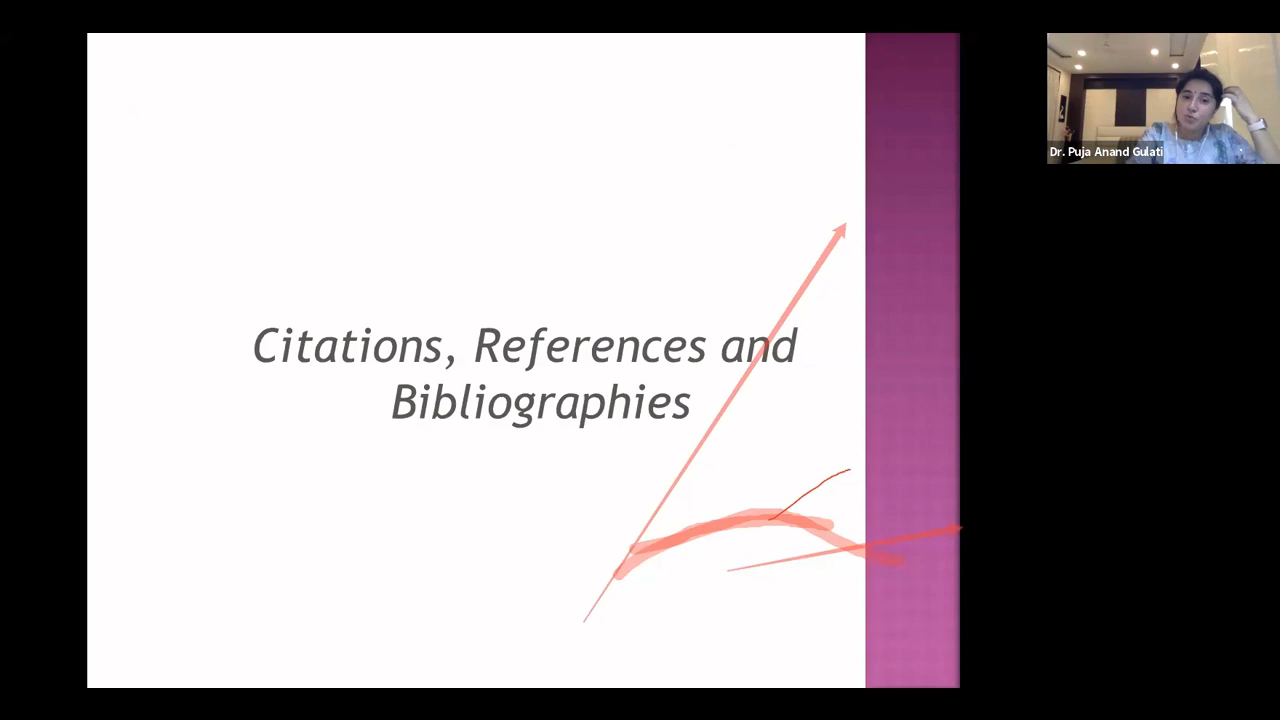 Citations, References and
Bibliographies
Dr. Puja Anand Gulati